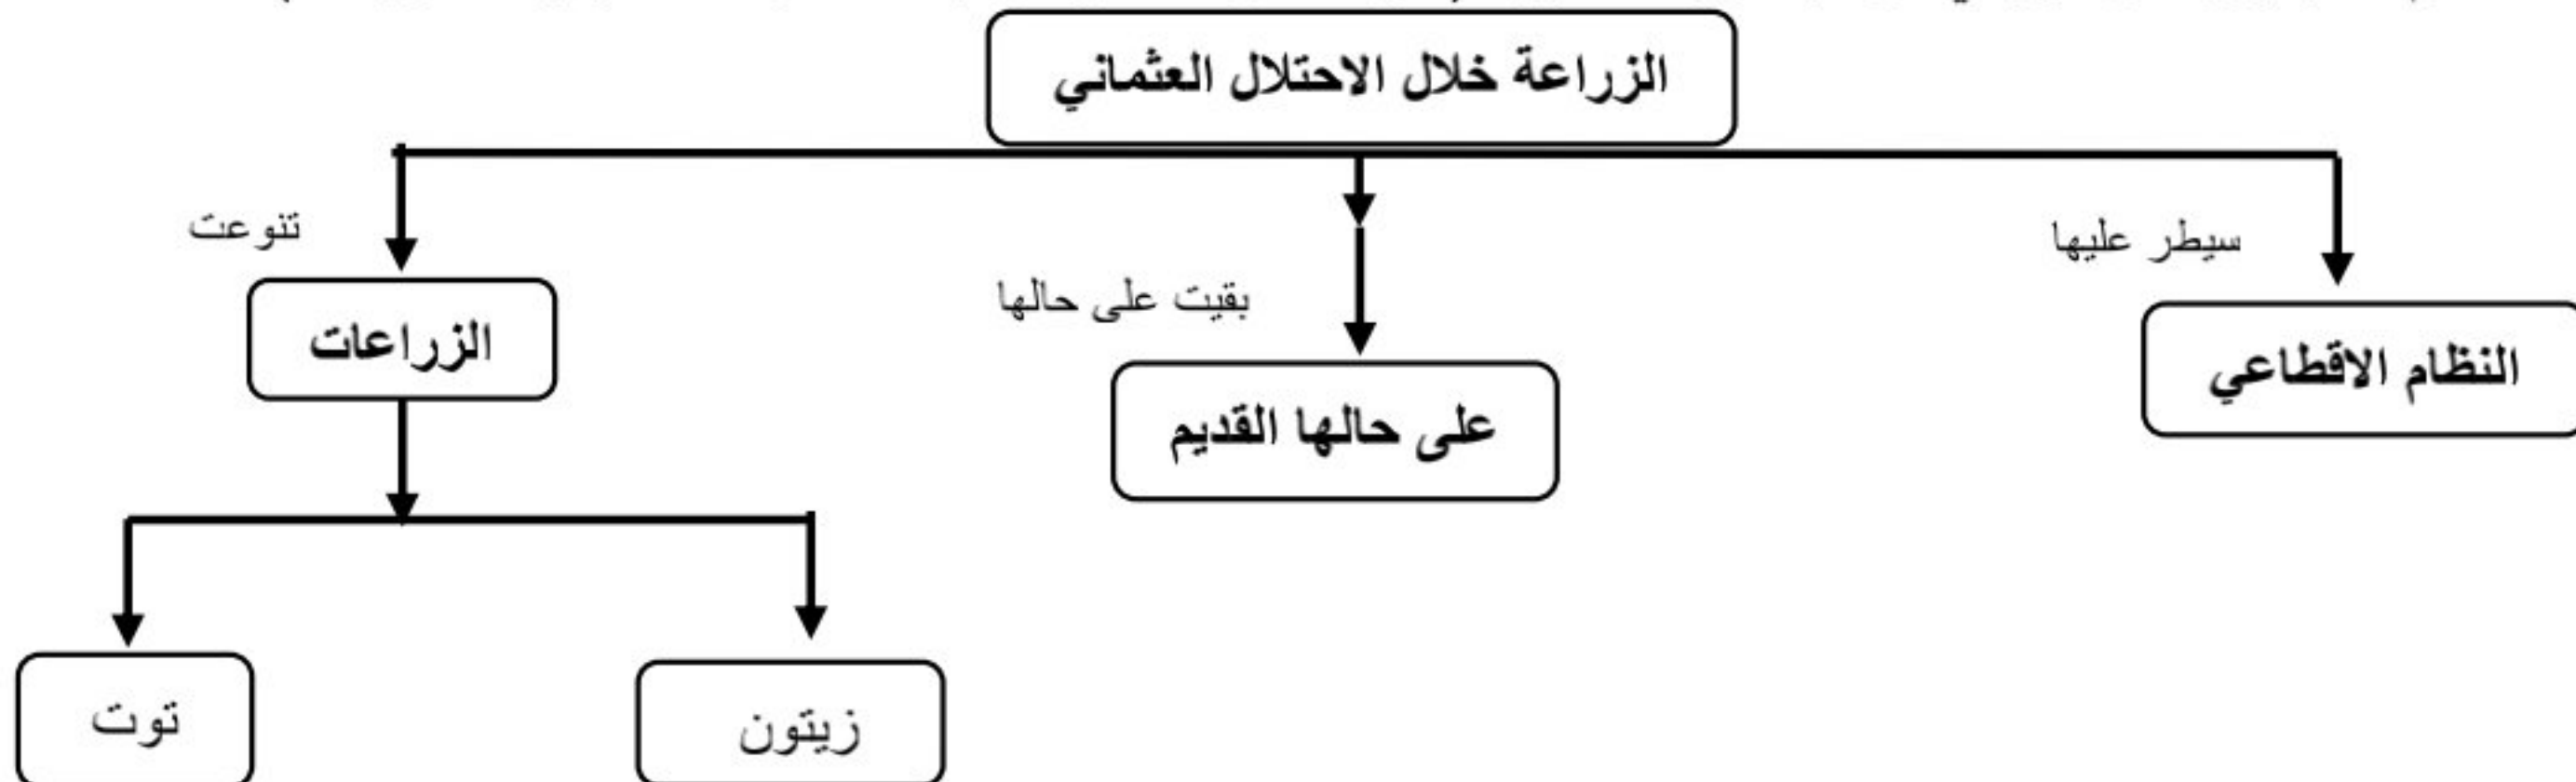 الزراعة خلال الاحتلال العثماني
سيطر عليها
تنوعت
بقيت على حالها
النظام الاقطاعي
الزراعات
على حالها القديم
زيتون
توت